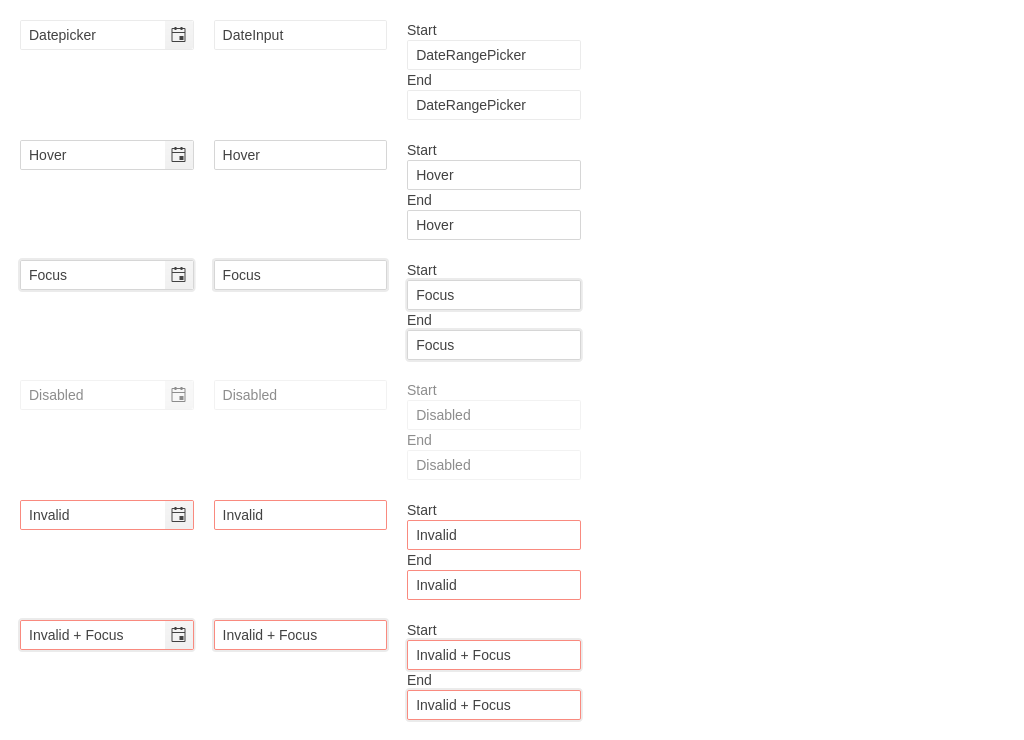 Datepicker
DateInput
Start
DateRangePicker
End
DateRangePicker
Hover
Hover
Start
Hover
End
Hover
Focus
Focus
Start
Focus
End
Focus
Disabled
Disabled
Start
Disabled
End
Disabled
Invalid
Invalid
Start
Invalid
End
Invalid
Invalid + Focus
Invalid + Focus
Start
Invalid + Focus
End
Invalid + Focus